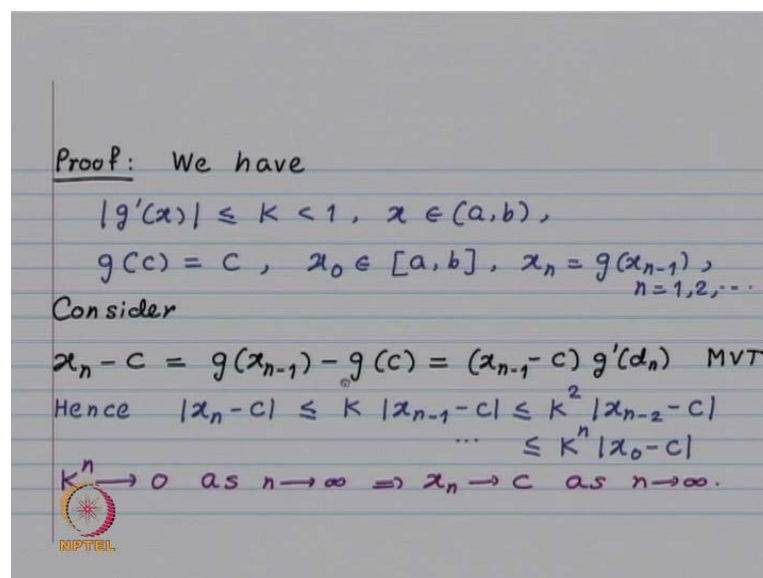 Proof: We have
|g'(x)| ≤ K < 1, x ∈ (a,b),
g(c) = c, x₀ ∈ [a,b], xₙ = g(xₙ₋₁),
n=1,2,...
Consider
xₙ - c = g(xₙ₋₁) - g(c) = (xₙ₋₁ - c) g'(dₙ) MVT
Hence |xₙ - c| ≤ K |xₙ₋₁ - c| ≤ K² |xₙ₋₂ - c|
... ≤ Kⁿ |x₀ - c|
Kⁿ → 0 as n → ∞ ⇒ xₙ → c as n → ∞.
NPTEL